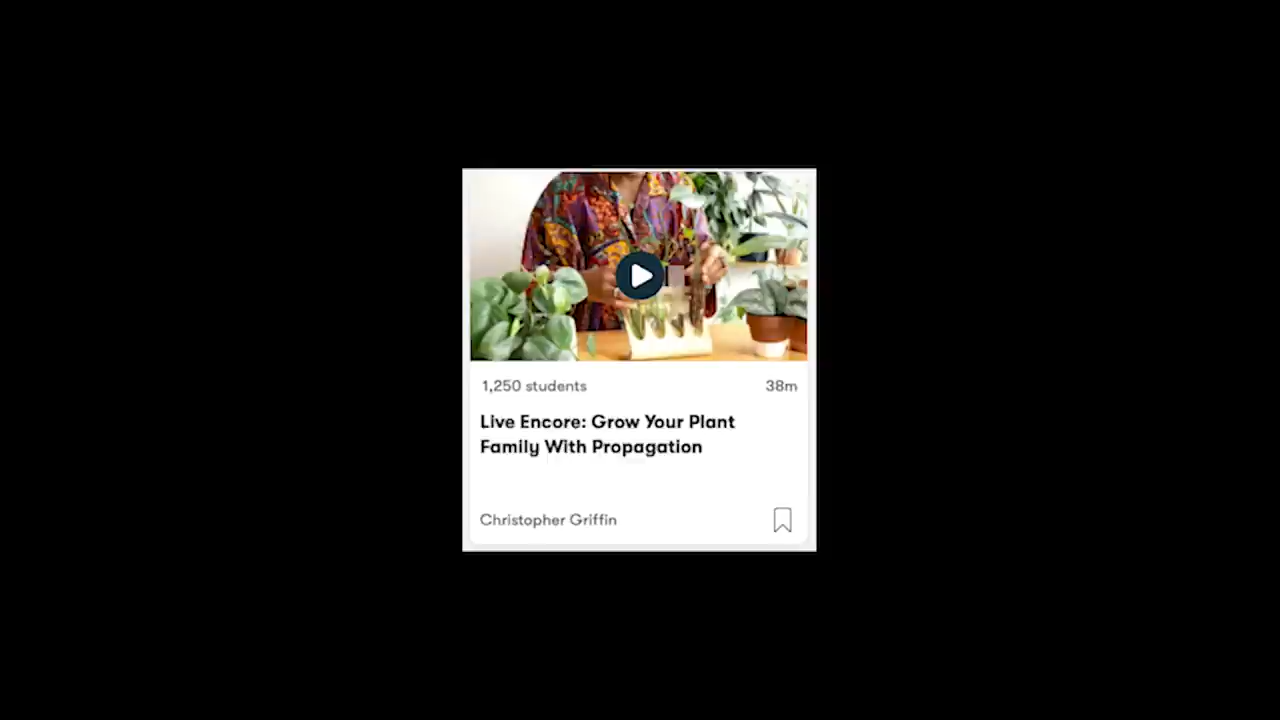 1,250 students 38m
Live Encore: Grow Your Plant
Family With Propagation
Christopher Griffin